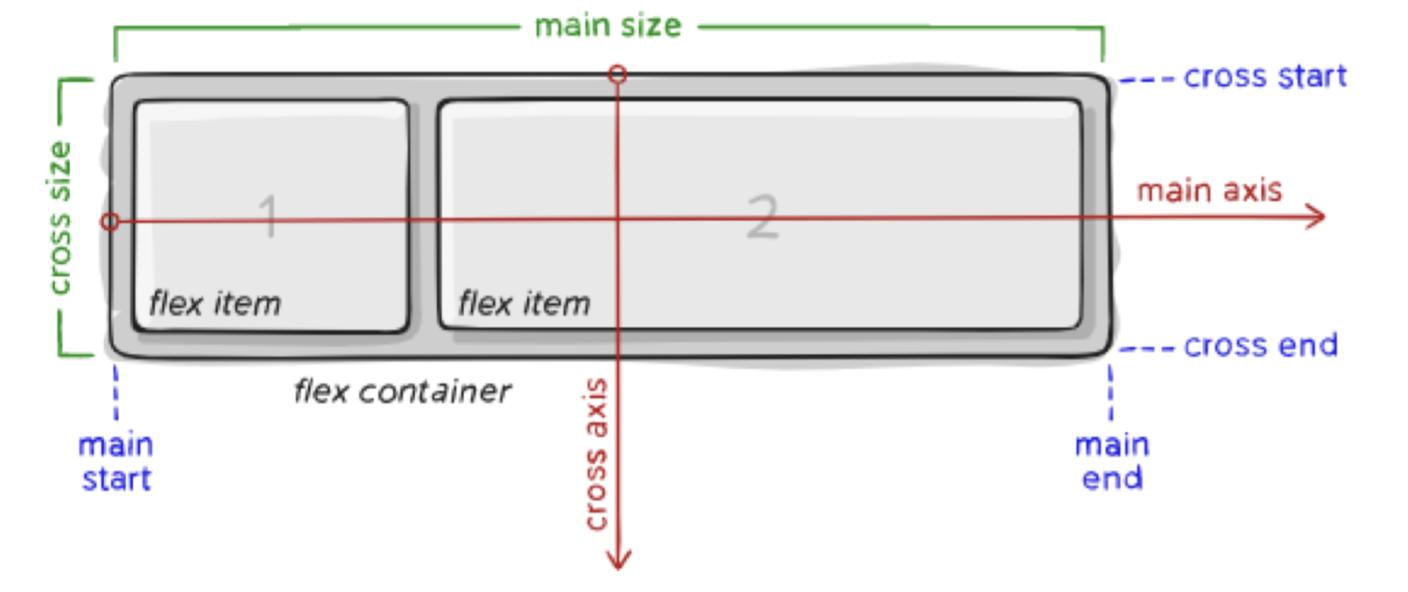 main size
cross start
cross size
1
2
main axis
flex item
flex item
cross end
flex container
cross axis
main
start
main
end